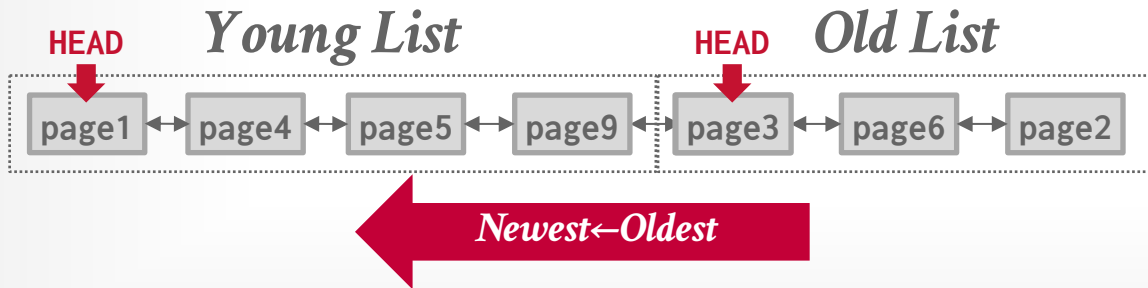 Young List
Old List
HEAD
HEAD
page1
page4
page5
page9
page3
page6
page2
Newest←Oldest